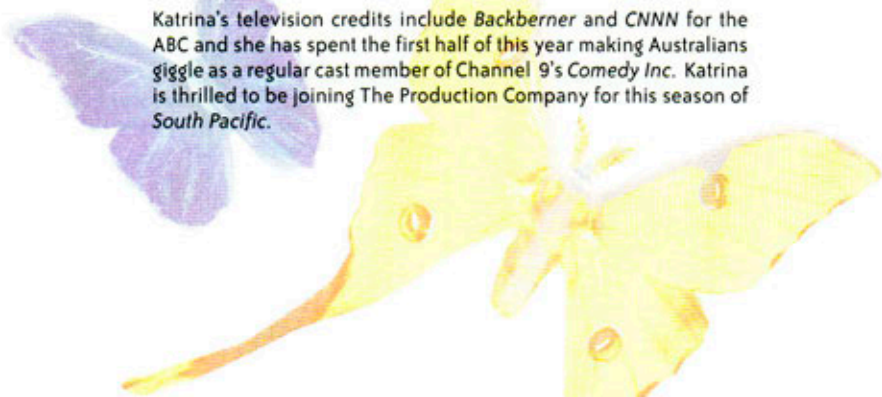 Katrina's television credits include Backberner and CNNN for the
ABC and she has spent the first half of this year making Australians
giggle as a regular cast member of Channel 9's Comedy Inc. Katrina
is thrilled to be joining The Production Company for this season of
South Pacific.